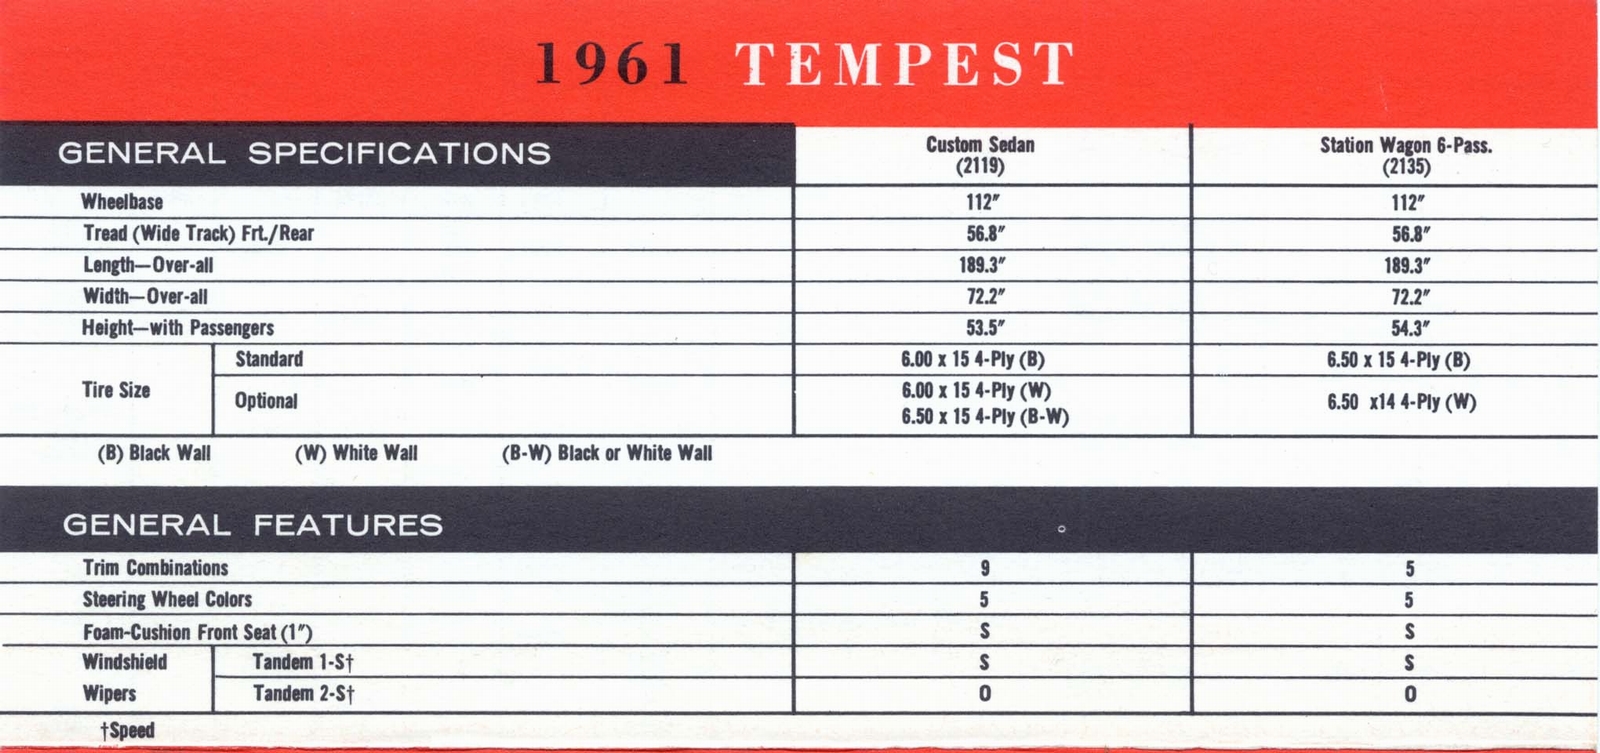 1961 TEMPEST
GENERAL SPECIFICATIONS Custom Sedan (2119) Station Wagon 6-Pass. (2135)
Wheelbase 112″ 112″
Tread (Wide Track) Frt./Rear 56.8″ 56.8″
Length—Over-all 189.3″ 189.3″
Width—Over-all 72.2″ 72.2″
Height—with Passengers 53.5″ 54.3″
Tire Size
Standard 6.00 x 15 4-Ply (B) 6.50 x 15 4-Ply (B)
Optional 6.00 x 15 4-Ply (W) 6.50 x 15 4-Ply (B-W) 6.50 x14 4-Ply (W)
(B) Black Wall (W) White Wall (B-W) Black or White Wall
GENERAL FEATURES
Trim Combinations 9 5
Steering Wheel Colors 5 5
Foam-Cushion Front Seat (1″) S S
Windshield Tandem 1-S† S S
Wipers Tandem 2-S† O O
†Speed